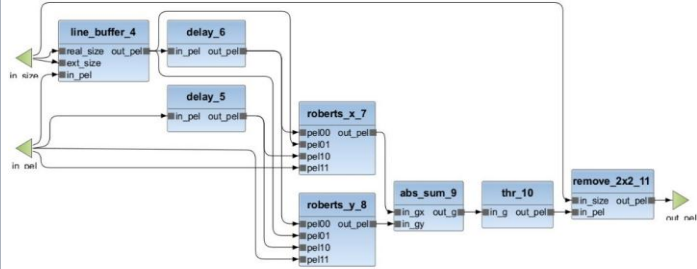 line_buffer_4
real_size out_pel
ext_size
in_pel
delay_6
in_pel out_pel
delay_5
in_pel out_pel
in_size
in_pel
roberts_x_7
pel00 out_pel
pel01
pel10
pel11
roberts_y_8
pel00 out_pel
pel01
pel10
pel11
abs_sum_9
in_gx out_g
in_gy
thr_10
in_g out_pel
remove_2x2_11
in_size out_pel
in_pel
out_pel